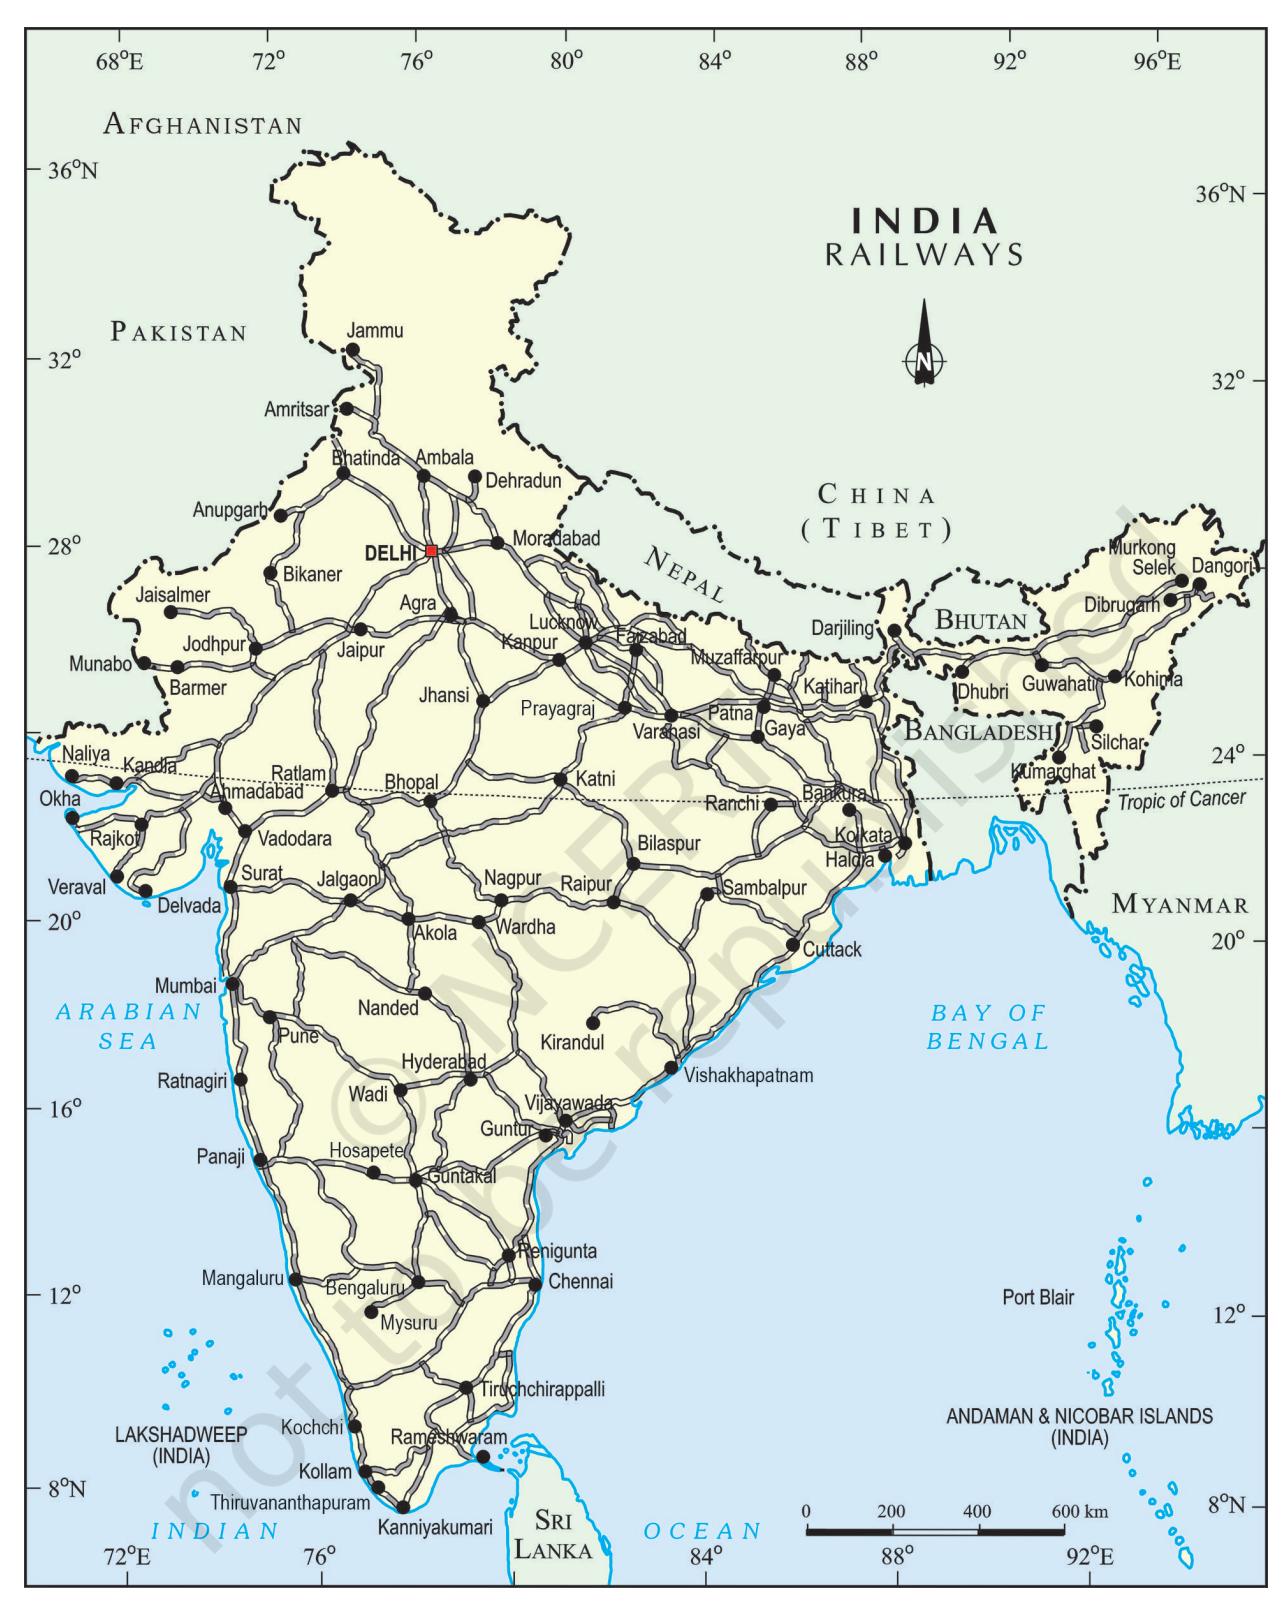 68°E 72° 76° 80° 84° 88° 92° 96°E
AFGHANISTAN
36°N
36°N
INDIA
RAILWAYS
PAKISTAN
Jammu
N
32°
32°
Amritsar
Bhatinda
Ambala
Dehradun
CHINA
(TIBET)
Anupgarh
28°
DELHI
Moradabad
NEPAL
Murkong
Selek
Dangori
Bikaner
Jaisalmer
Agra
Dibrugarh
Lucknow
Faizabad
Darjiling
BHUTAN
Jodhpur
Jaipur
Kanpur
Muzaffarpur
Munabo
Barmer
Katihar
Dhubri
Guwahati
Kohima
Jhansi
Prayagraj
Varanasi
Patna
Gaya
BANGLADESH
Silchar
24°
Naliya
Kandla
Ahmadabad
Ratlam
Bhopal
Katni
Kumarghat
Okha
Ranchi
Bankura
Tropic of Cancer
Rajkot
Vadodara
Bilaspur
Kolkata
Haldia
Veraval
Delvada
Surat
Jalgaon
Nagpur
Raipur
Sambalpur
MYANMAR
20°
20°
Akola
Wardha
Cuttack
Mumbai
ARABIAN
SEA
Nanded
BAY OF
BENGAL
Pune
Kirandul
Ratnagiri
Hyderabad
Wadi
Vishakhapatnam
16°
Vijayawada
Guntur
Panaji
Hosapete
Guntakal
Renigunta
Mangaluru
Bengaluru
Chennai
Port Blair
12°
12°
Mysuru
Tiruchchirappalli
Kochchi
Rameshwaram
LAKSHADWEEP
(INDIA)
ANDAMAN & NICOBAR ISLANDS
(INDIA)
Kollam
8°N
8°N
Thiruvananthapuram
Kanniyakumari
INDIAN
OCEAN
SRI
LANKA
0 200 400 600 km
72°E 76° 84° 88° 92°E
© NCERT
not to be republished